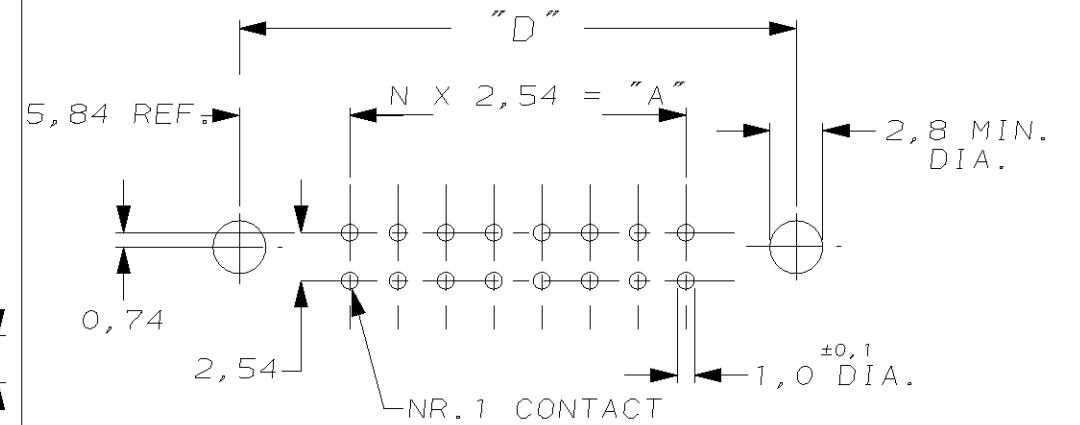 "D"
N X 2,54 = "A"
5,84 REF.
2,8 MIN.
DIA.
0,74
2,54
±0,1
1,0 DIA.
NR.1 CONTACT